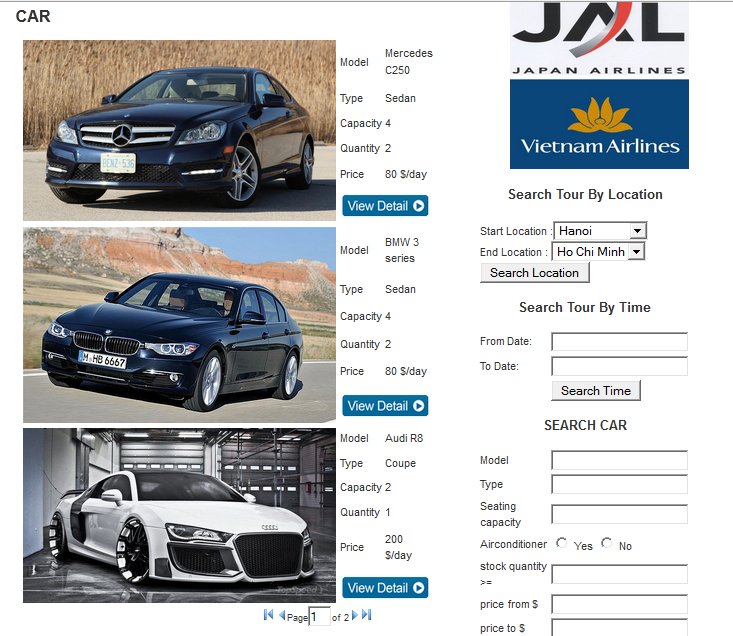 CAR
Model Mercedes
C250
Type Sedan
Capacity 4
Quantity 2
Price 80 $/day
View Detail
BENZ·536
Model BMW 3
series
Type Sedan
Capacity 4
Quantity 2
Price 80 $/day
View Detail
M HB 6667
Model Audi R8
Type Coupe
Capacity 2
Quantity 1
Price 200
$/day
View Detail
TopSpeed
Page 1 of 2
JAL
JAPAN AIRLINES
Vietnam Airlines
Search Tour By Location
Start Location : Hanoi
End Location : Ho Chi Minh
Search Location
Search Tour By Time
From Date:
To Date:
Search Time
SEARCH CAR
Model
Type
Seating
capacity
Airconditioner Yes No
stock quantity
>=
price from $
price to $